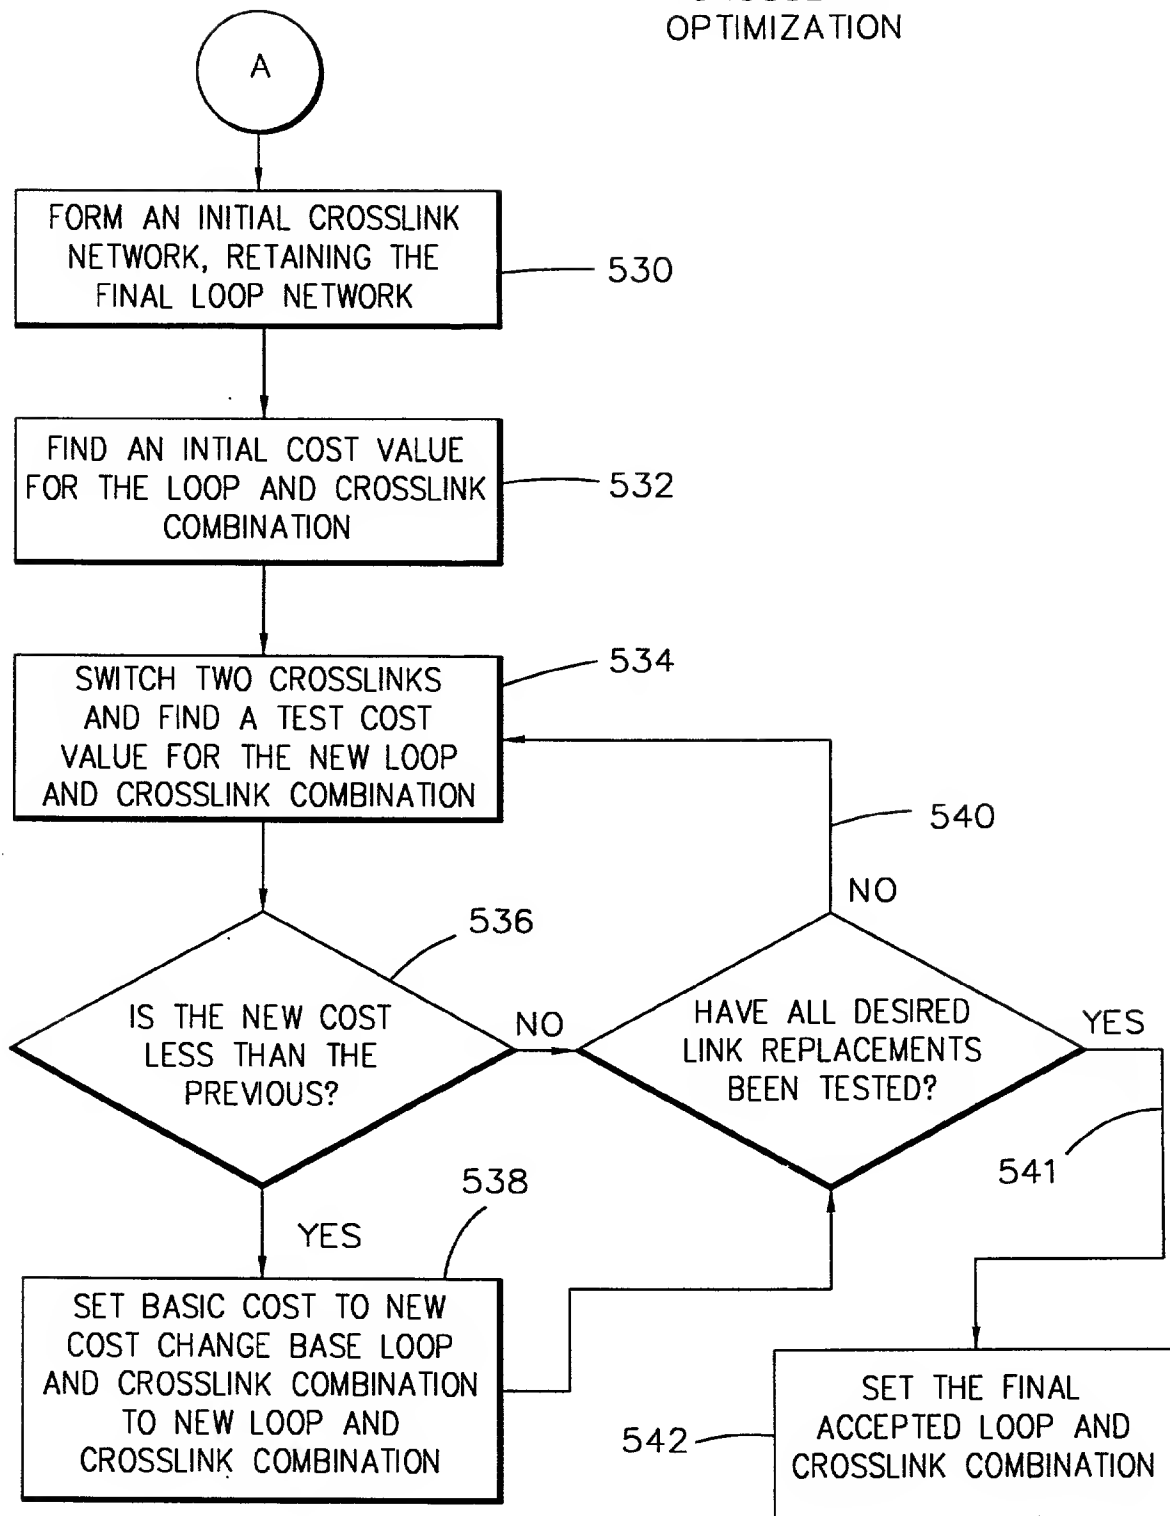 OPTIMIZATION
A
FORM AN INITIAL CROSSLINK
NETWORK, RETAINING THE
FINAL LOOP NETWORK
530
FIND AN INTIAL COST VALUE
FOR THE LOOP AND CROSSLINK
COMBINATION
532
SWITCH TWO CROSSLINKS
AND FIND A TEST COST
VALUE FOR THE NEW LOOP
AND CROSSLINK COMBINATION
534
540
NO
536
IS THE NEW COST
LESS THAN THE
PREVIOUS?
NO
HAVE ALL DESIRED
LINK REPLACEMENTS
BEEN TESTED?
YES
541
538
YES
SET BASIC COST TO NEW
COST CHANGE BASE LOOP
AND CROSSLINK COMBINATION
TO NEW LOOP AND
CROSSLINK COMBINATION
542
SET THE FINAL
ACCEPTED LOOP AND
CROSSLINK COMBINATION